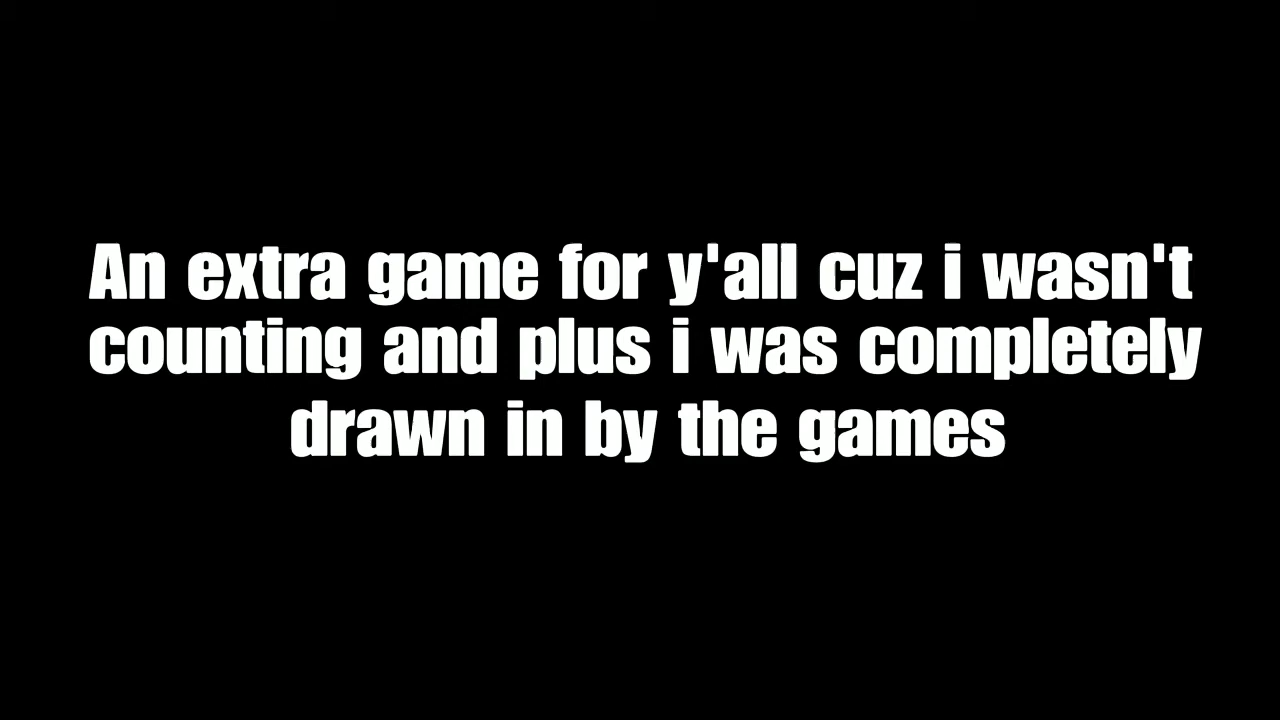 An extra game for y'all cuz i wasn't
counting and plus i was completely
drawn in by the games